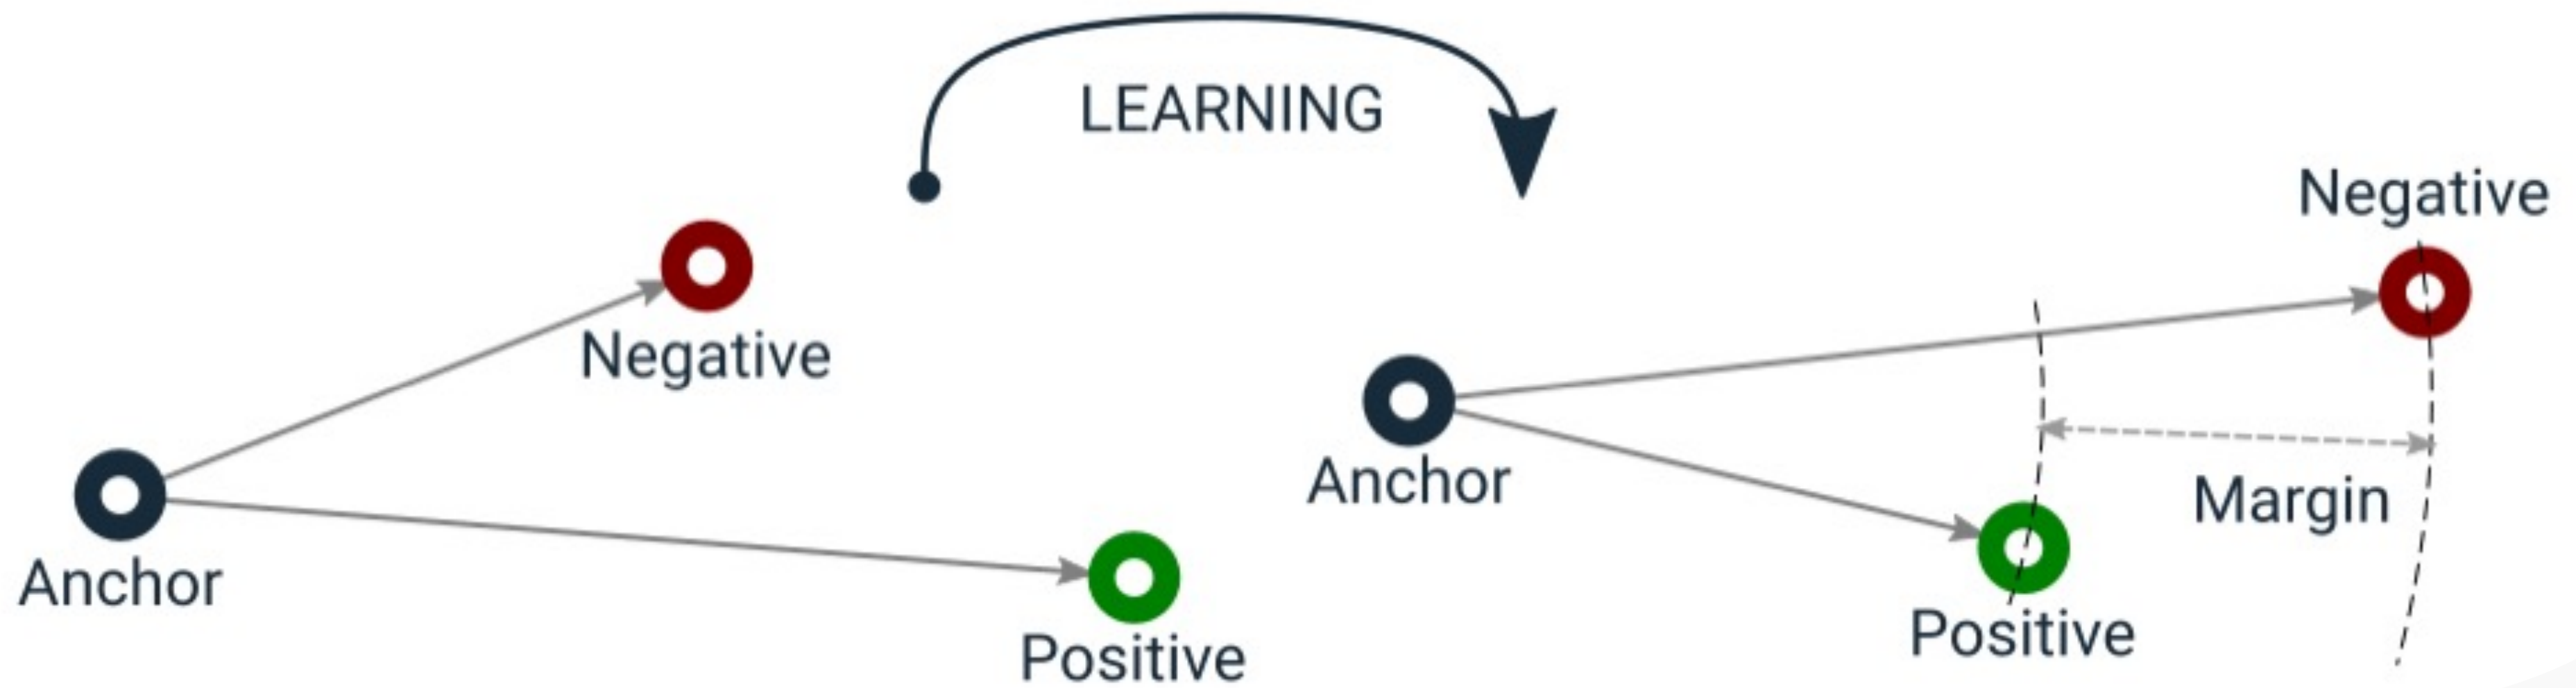 LEARNING
Negative
Anchor
Positive
Negative
Anchor
Margin
Positive